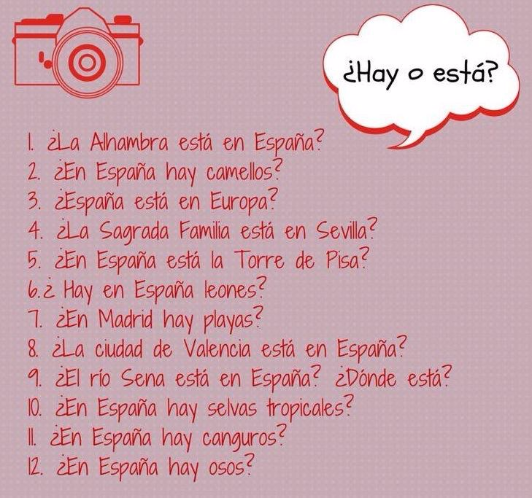 ¿Hay o está?
1. ¿La Alhambra está en España?
2. ¿En España hay camellos?
3. ¿España está en Europa?
4. ¿La Sagrada Familia está en Sevilla?
5. ¿En España está la Torre de Pisa?
6.¿ Hay en España leones?
7. ¿En Madrid hay playas?
8. ¿La ciudad de Valencia está en España?
9. ¿El río Sena está en España? ¿Dónde está?
10. ¿En España hay selvas tropicales?
11. ¿En España hay canguros?
12. ¿En España hay osos?